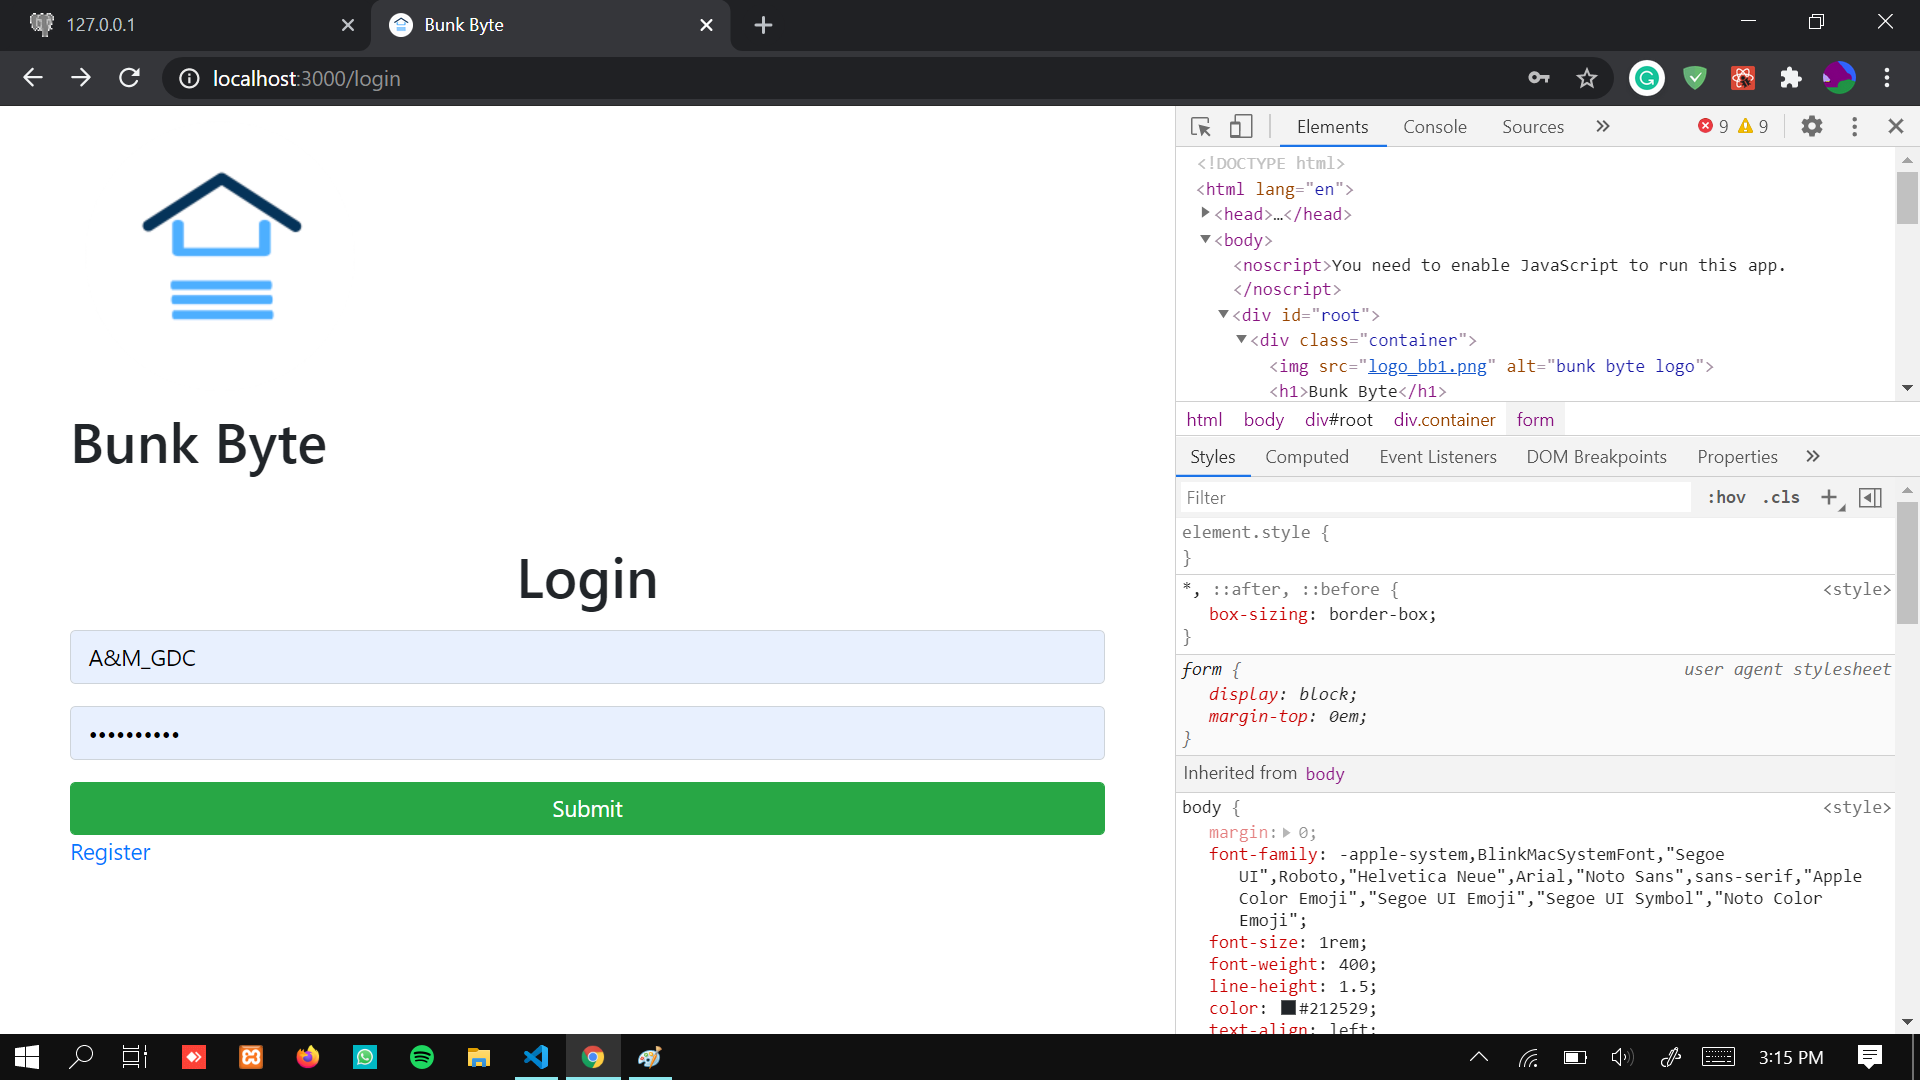 127.0.0.1
Bunk Byte
localhost:3000/login
Bunk Byte
Login
A&M_GDC
••••••••••
Submit
Register
Elements Console Sources » 9 9
<!DOCTYPE html>
<html lang="en">
<head>…</head>
<body>
<noscript>You need to enable JavaScript to run this app.
</noscript>
<div id="root">
<div class="container">
<img src="logo_bb1.png" alt="bunk byte logo">
<h1>Bunk Byte</h1>
html body div#root div.container form
Styles Computed Event Listeners DOM Breakpoints Properties »
Filter :hov .cls +
element.style {
}
*, ::after, ::before { <style>
box-sizing: border-box;
}
form { user agent stylesheet
display: block;
margin-top: 0em;
}
Inherited from body
body { <style>
margin: 0;
font-family: -apple-system,BlinkMacSystemFont,"Segoe
UI",Roboto,"Helvetica Neue",Arial,"Noto Sans",sans-serif,"Apple
Color Emoji","Segoe UI Emoji","Segoe UI Symbol","Noto Color
Emoji";
font-size: 1rem;
font-weight: 400;
line-height: 1.5;
color: #212529;
text-align: left;
3:15 PM